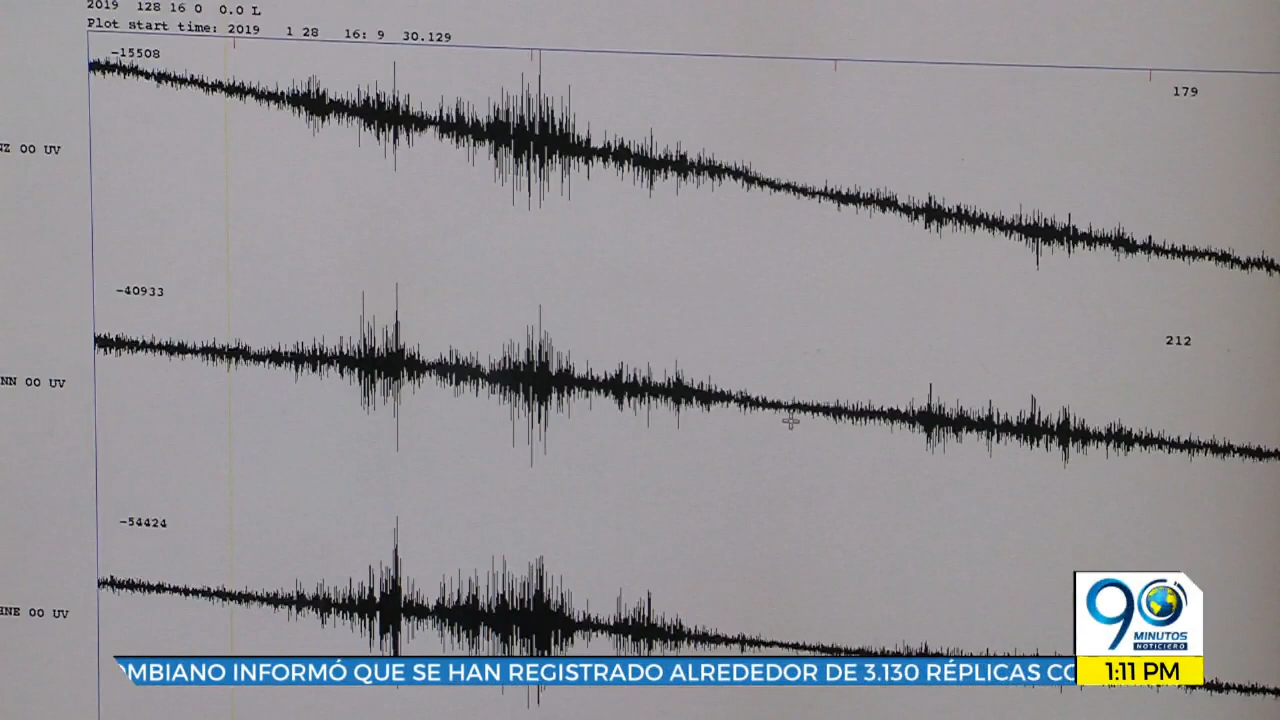 2019 128 16 0 0.0 L
Plot start time: 2019 1 28 16: 9 30.129
-15508
179
NZ 00 UV
-40933
212
NN 00 UV
-54424
HNE 00 UV
90
MINUTOS
NOTICIERO
OMBIANO INFORMÓ QUE SE HAN REGISTRADO ALREDEDOR DE 3.130 RÉPLICAS CO
1:11 PM